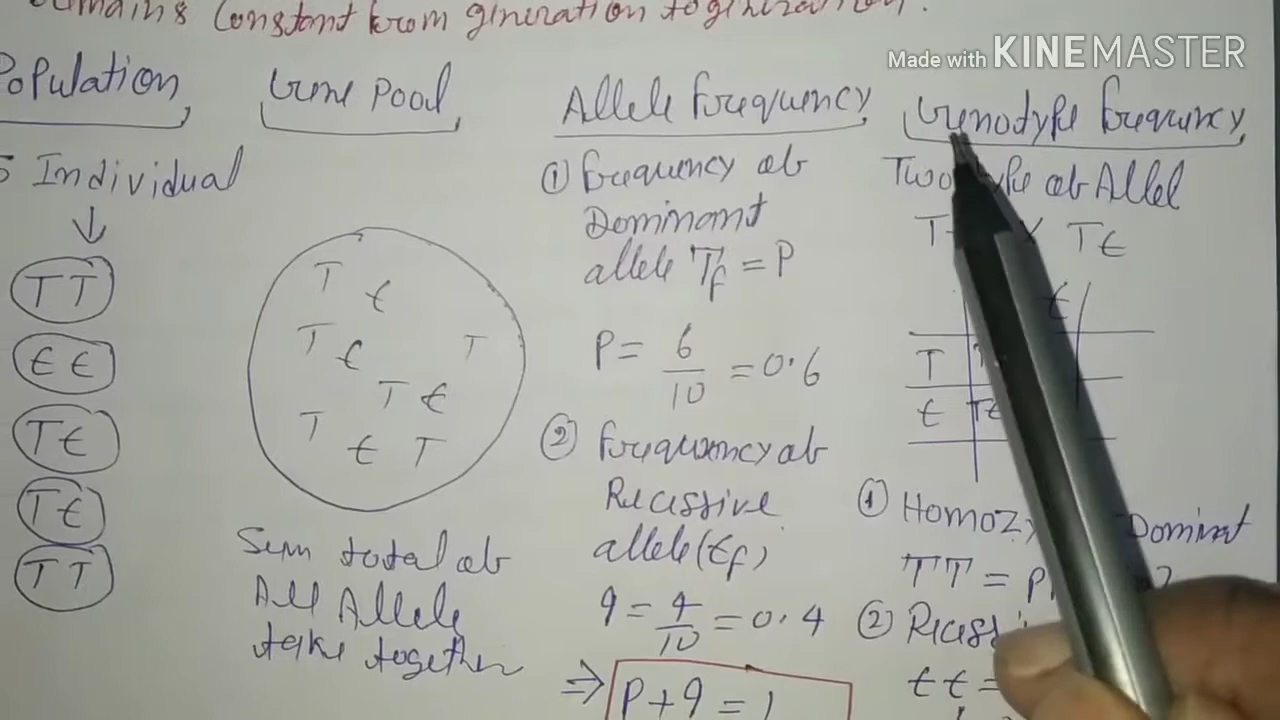 Constant from generation to generation.
Made with KINEMASTER
Population
5 Individual
↓
TT
tt
Tt
Tt
TT
Gene Pool
T t
T t T
T t
T t T
Sum total of
All Allele
take together
Allele frequency
① frequency of
Dominant
allele Tf = P
P = 6/10 = 0.6
② frequency of
Recessive
allele (tf)
q = 4/10 = 0.4
⇒ P+q = 1
Genotype frequency
Two of Allel
T Tt
t
T
t Tt
① Dominat
TT = P
②
tt =